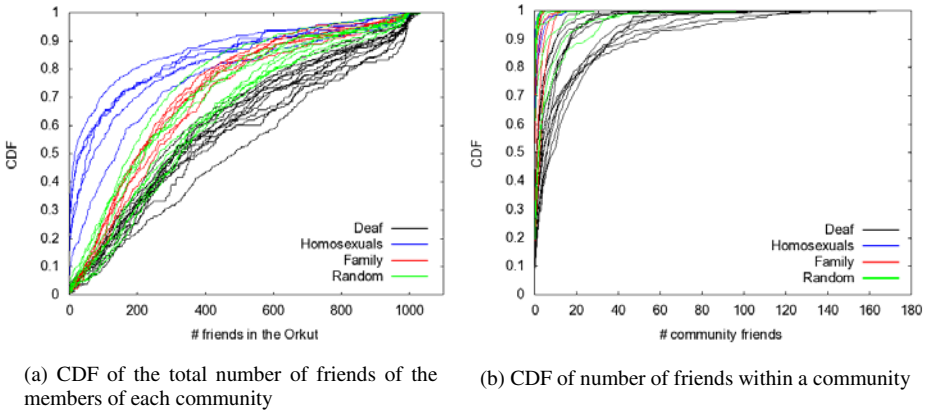 1
0.9
0.8
0.7
0.6
0.5
0.4
0.3
0.2
0.1
0
CDF
0 200 400 600 800 1000
# friends in the Orkut
Deaf
Homosexuals
Family
Random
(a) CDF of the total number of friends of the
members of each community
1
0.9
0.8
0.7
0.6
0.5
0.4
0.3
0.2
0.1
0
CDF
0 20 40 60 80 100 120 140 160 180
# community friends
Deaf
Homosexuals
Family
Random
(b) CDF of number of friends within a community